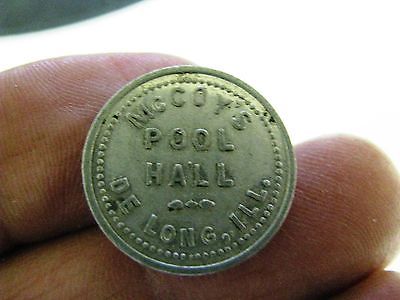 McCOY'S
POOL
HALL
DE LONG, ILL.